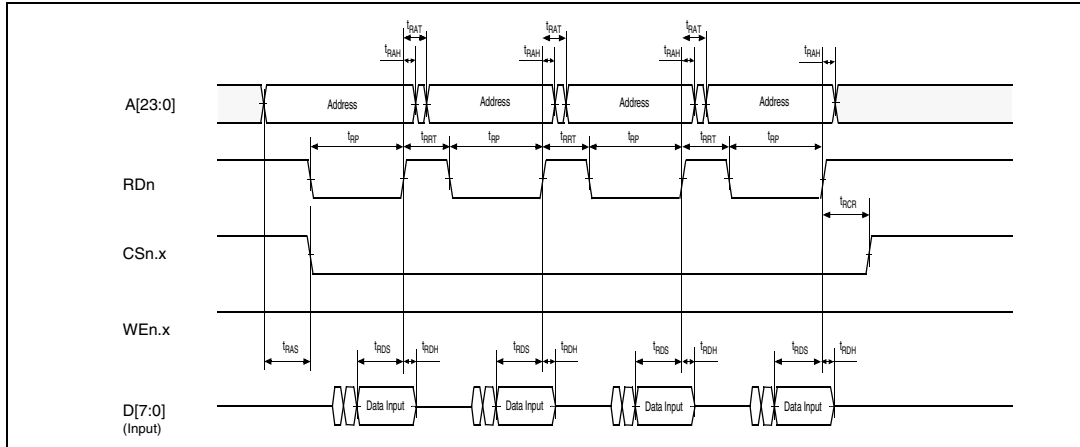 tRAT tRAT tRAT
tRAH tRAH tRAH tRAH
A[23:0] Address Address Address Address
tRP tRRT tRP tRRT tRP tRRT tRP
RDn
tRCR
CSn.x
WEn.x
tRAS tRDS tRDH tRDS tRDH tRDS tRDH tRDS tRDH
D[7:0] Data Input Data Input Data Input Data Input
(Input)